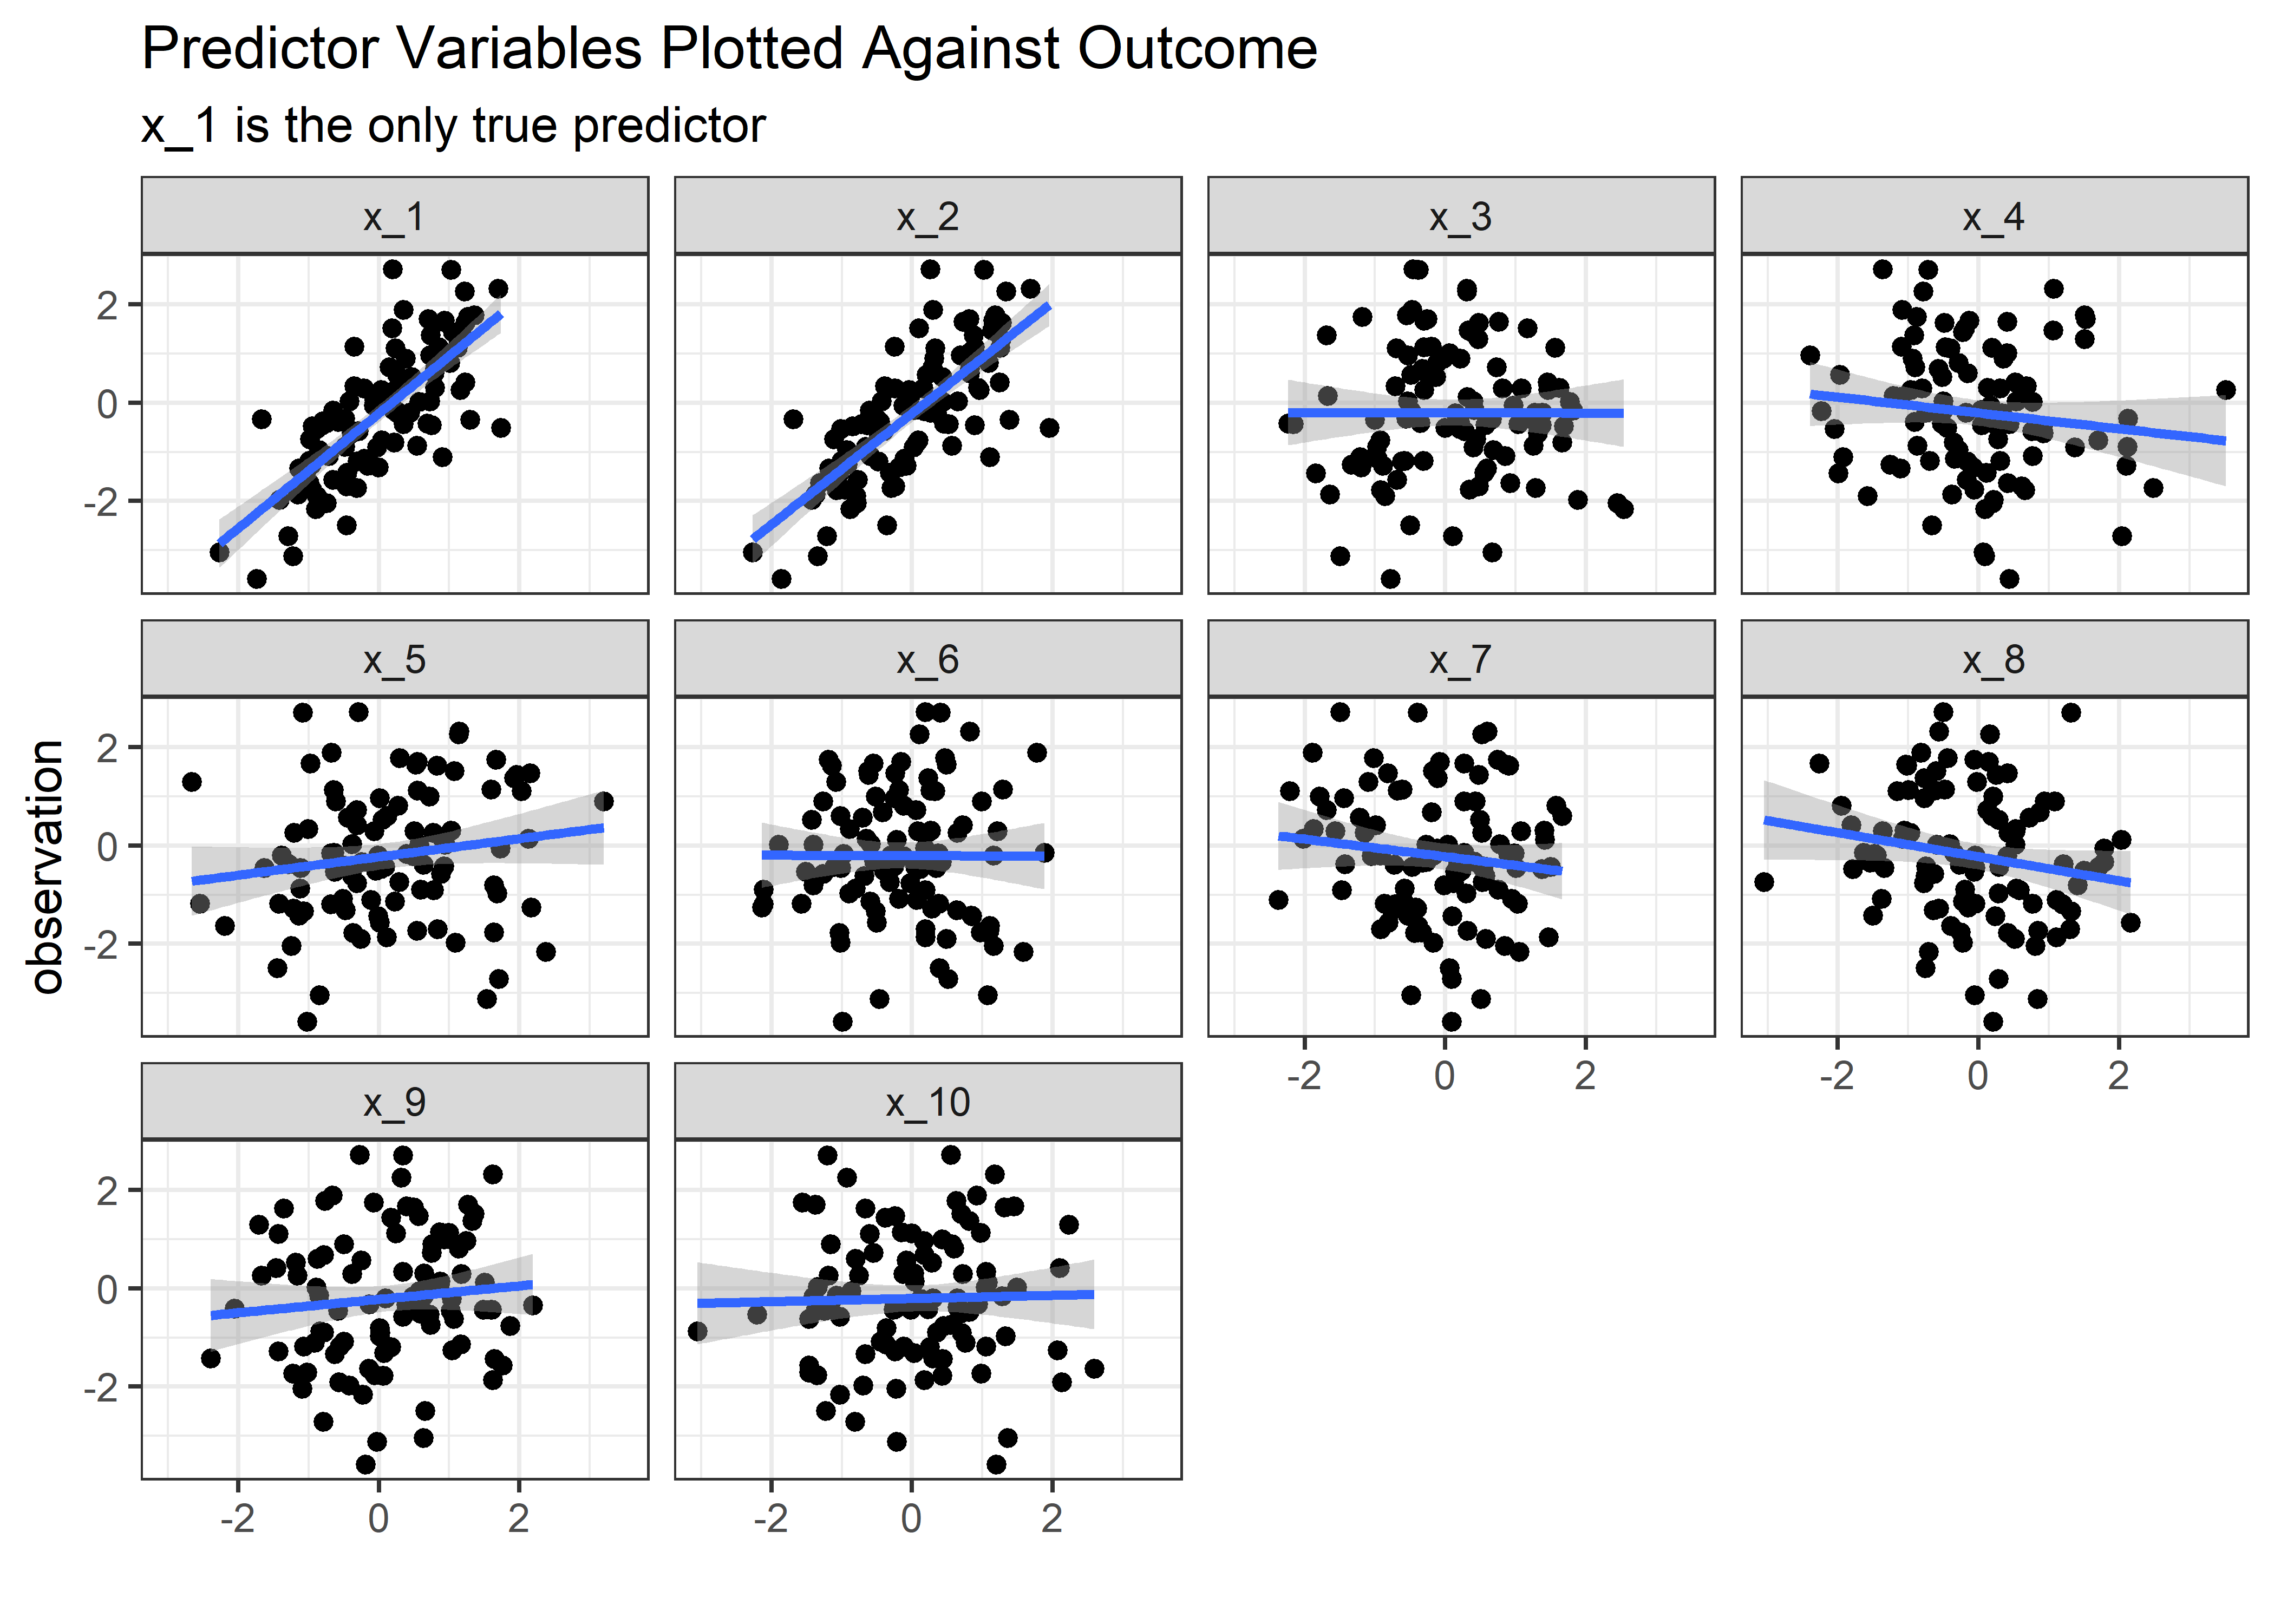 Predictor Variables Plotted Against Outcome
x_1 is the only true predictor
x_1 x_2 x_3 x_4
2
0
-2
x_5 x_6 x_7 x_8
observation
2
0
-2
-2 0 2 -2 0 2
x_9 x_10
2
0
-2
-2 0 2 -2 0 2